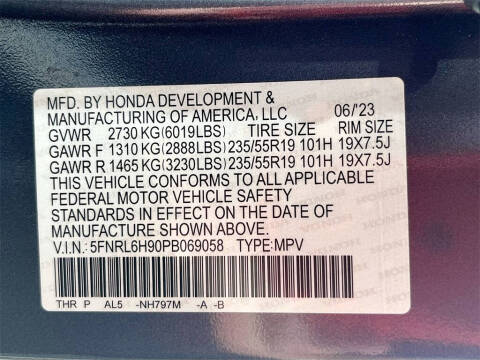 MFD. BY HONDA DEVELOPMENT &
MANUFACTURING OF AMERICA, LLC 06/'23
GVWR 2730 KG(6019LBS) TIRE SIZE RIM SIZE
GAWR F 1310 KG(2888LBS) 235/55R19 101H 19X7.5J
GAWR R 1465 KG(3230LBS) 235/55R19 101H 19X7.5J
THIS VEHICLE CONFORMS TO ALL APPLICABLE
FEDERAL MOTOR VEHICLE SAFETY
STANDARDS IN EFFECT ON THE DATE OF
MANUFACTURE SHOWN ABOVE.
V.I.N.: 5FNRL6H90PB069058 TYPE:MPV
THR P AL5 -NH797M -A -B